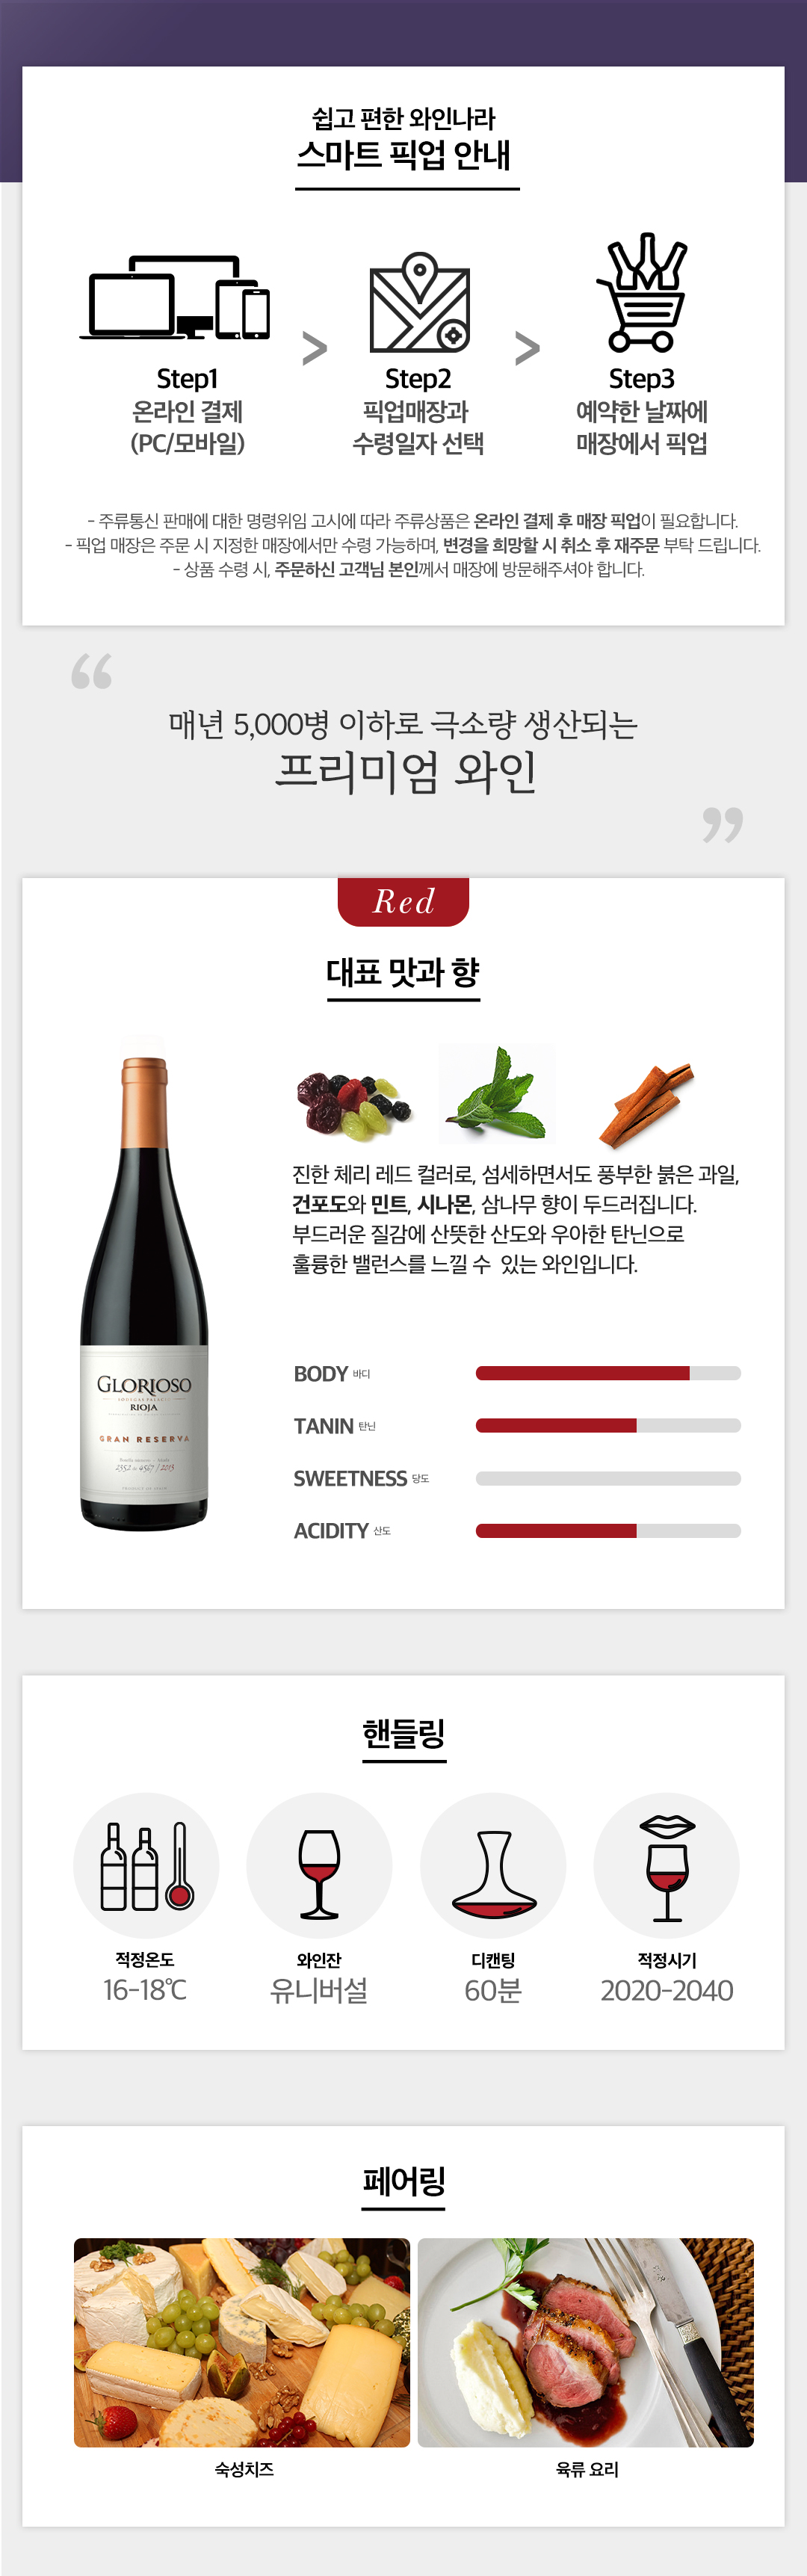 쉽고 편한 와인나라
스마트 픽업 안내
Step1
온라인 결제
(PC/모바일)
>
Step2
픽업매장과
수령일자 선택
>
Step3
예약한 날짜에
매장에서 픽업
- 주류통신 판매에 대한 명령위임 고시에 따라 주류상품은 온라인 결제 후 매장 픽업이 필요합니다.
- 픽업 매장은 주문 시 지정한 매장에서만 수령 가능하며, 변경을 희망할 시 취소 후 재주문 부탁 드립니다.
- 상품 수령 시, 주문하신 고객님 본인께서 매장에 방문해주셔야 합니다.
“
매년 5,000병 이하로 극소량 생산되는
프리미엄 와인
”
Red
대표 맛과 향
진한 체리 레드 컬러로, 섬세하면서도 풍부한 붉은 과일,
건포도와 민트, 시나몬, 삼나무 향이 두드러집니다.
부드러운 질감에 산뜻한 산도와 우아한 탄닌으로
훌륭한 밸런스를 느낄 수 있는 와인입니다.
GLORIOSO
BODEGAS PALACIO
RIOJA
GRAN RESERVA
BODY 바디
TANIN 탄닌
SWEETNESS 당도
ACIDITY 산도
핸들링
적정온도
16-18℃
와인잔
유니버설
디캔팅
60분
적정시기
2020-2040
페어링
숙성치즈
육류 요리